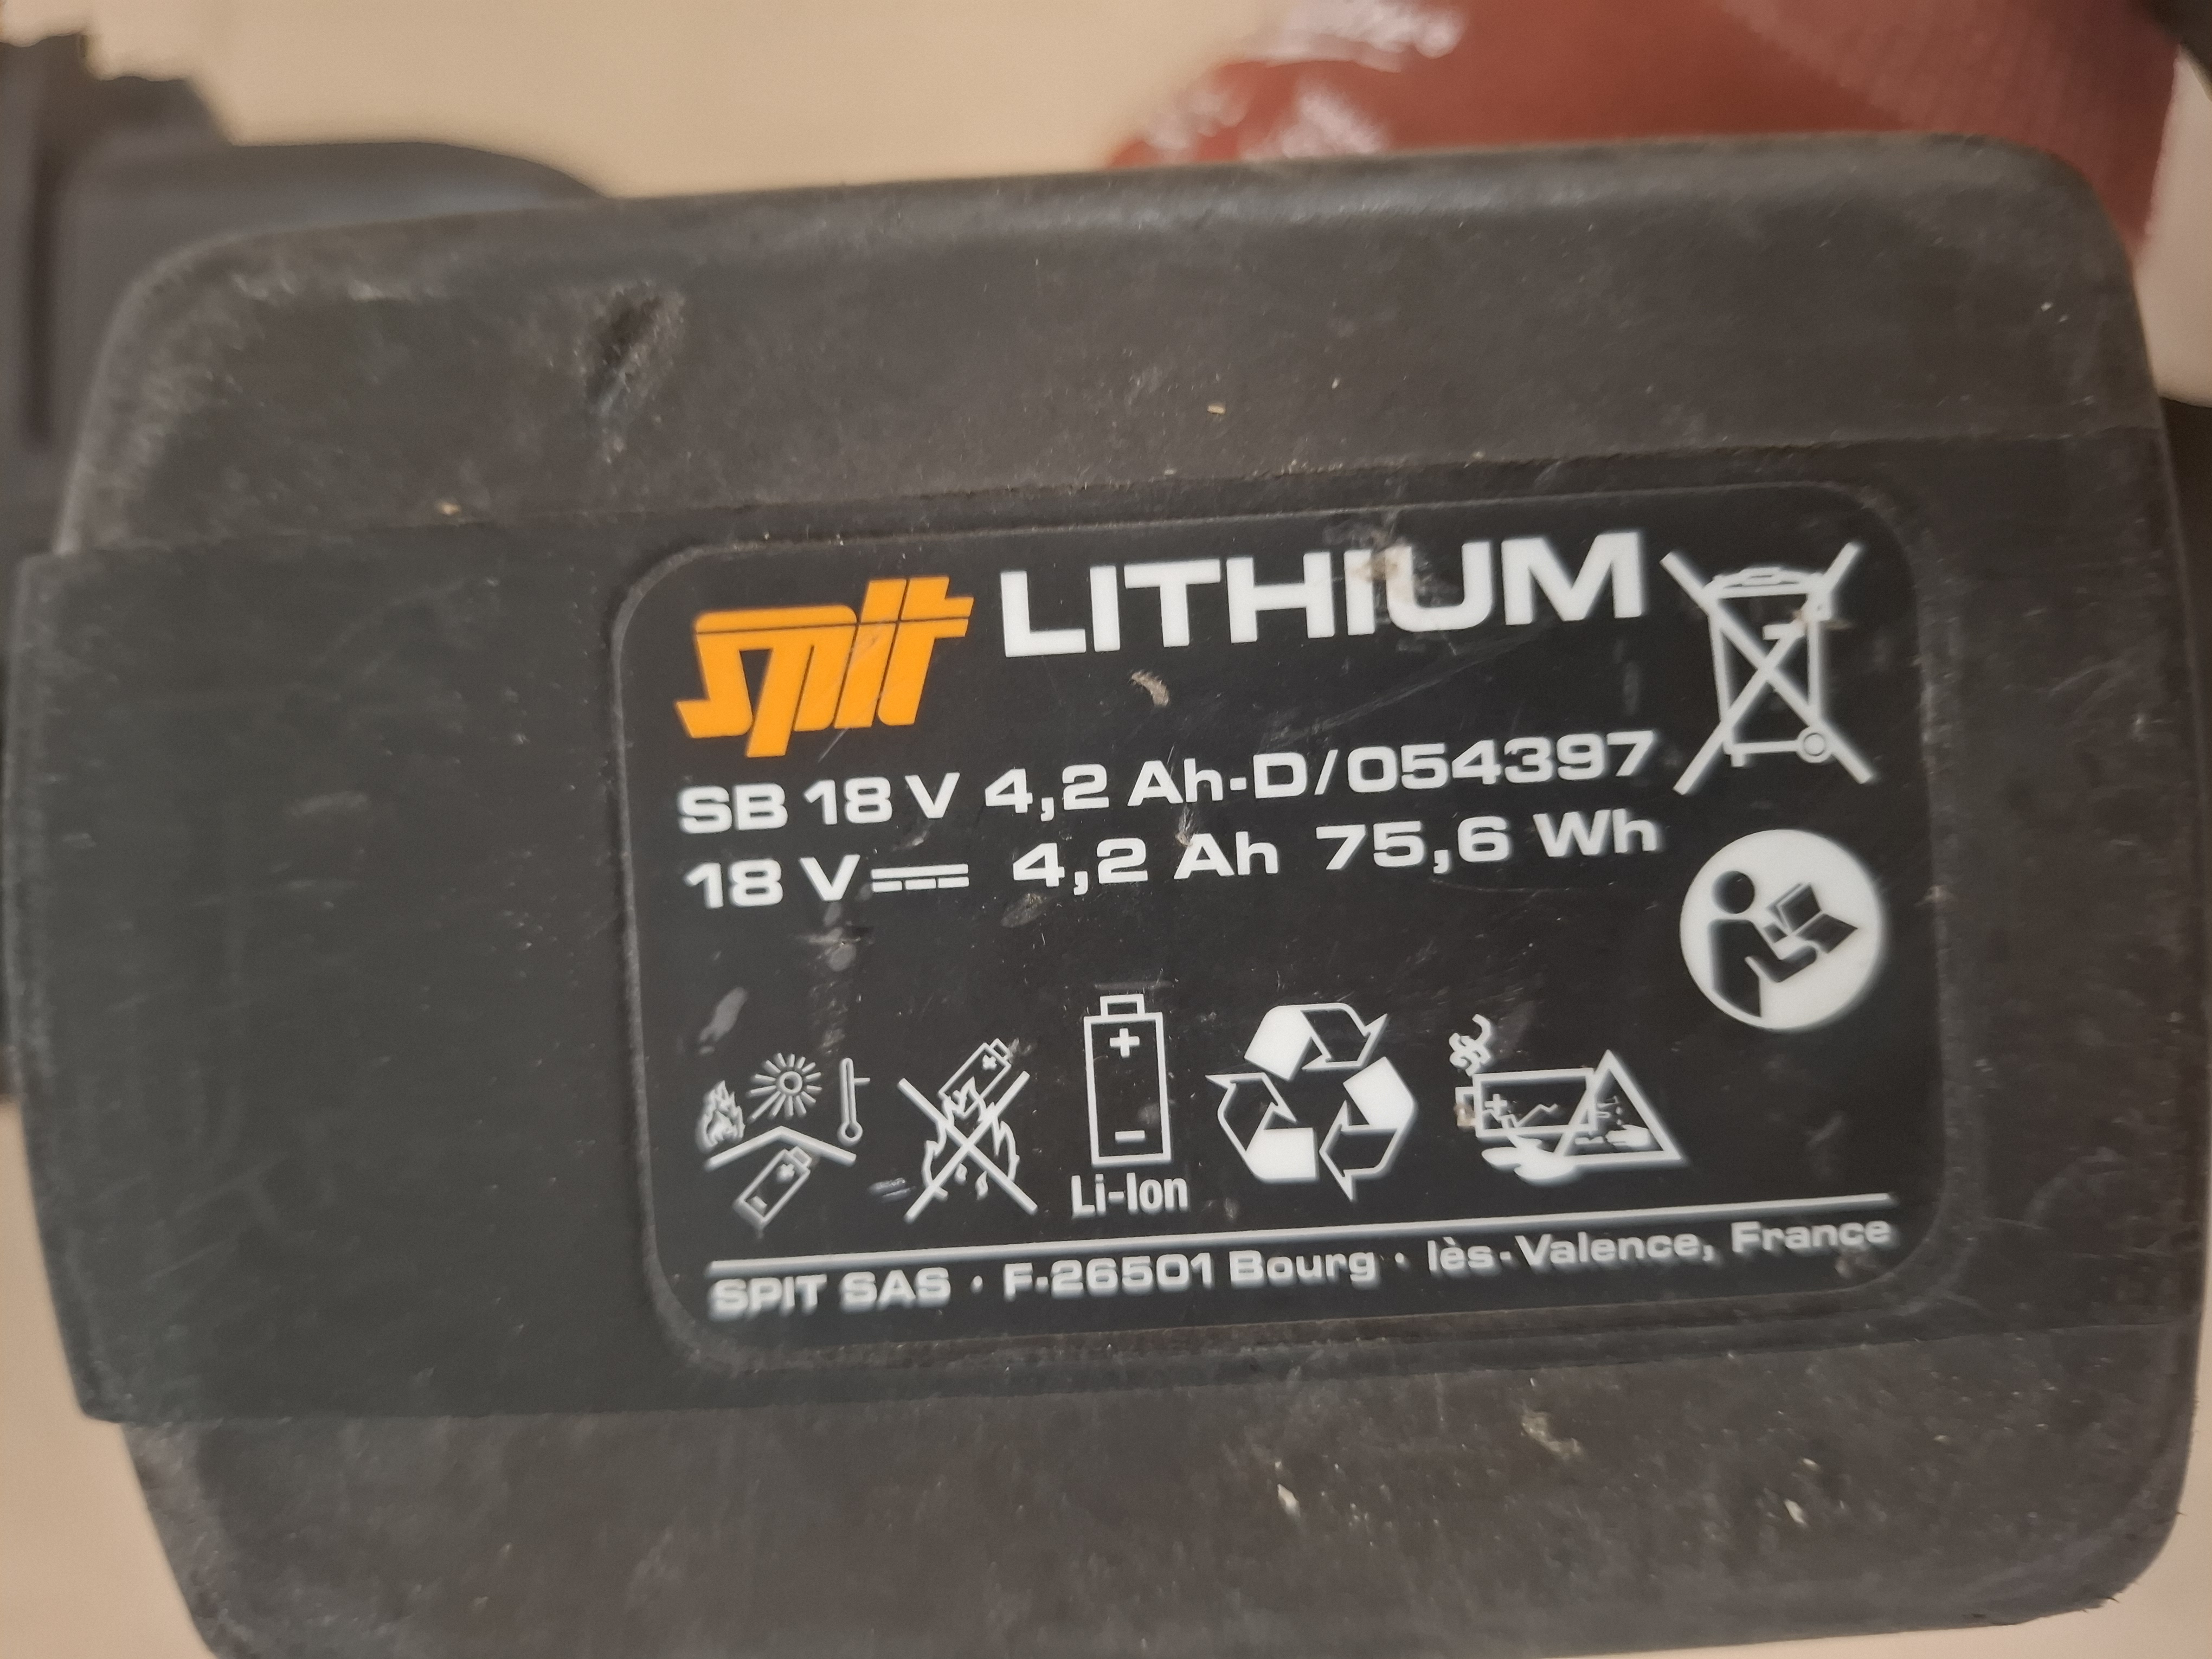 spit LITHIUM
SB 18 V 4,2 Ah-D/054397
18 V 4,2 Ah 75,6 Wh
Li-Ion
SPIT SAS · F-26501 Bourg · lès-Valence, France